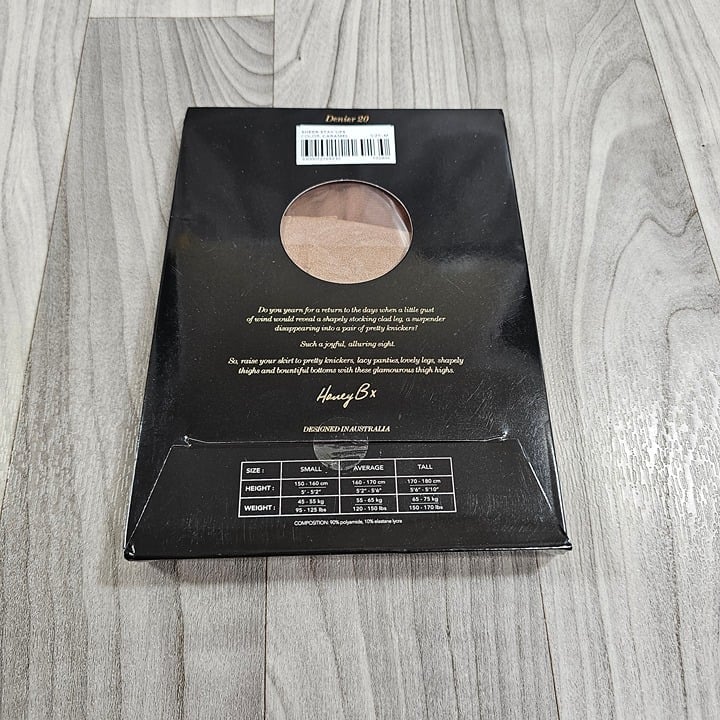 Denier 20
SHEER STAY UPS
COLOR: CARAMEL
Do you yearn for a return to the days when a little gust
of wind would reveal a shapely stocking clad leg, a suspender
disappearing into a pair of pretty knickers?
Such a joyful, alluring sight.
So, raise your skirt to pretty knickers, lacy panties,lovely legs, shapely
thighs and bountiful bottoms with these glamourous thigh highs.
Honey B x
DESIGNED IN AUSTRALIA
SIZE : SMALL AVERAGE TALL
HEIGHT : 150 - 160 cm 160 - 170 cm 170 - 180 cm
5' - 5'2" 5'2" - 5'6" 5'6" - 5'10"
WEIGHT : 45 - 55 kg 55 - 65 kg 65 - 75 kg
95 - 125 lbs 120 - 150 lbs 150 - 170 lbs
COMPOSITION: 90% polyamide, 10% elastane lycra